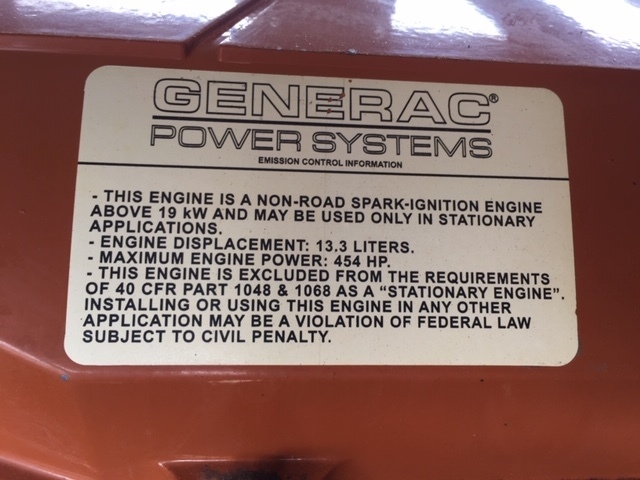 GENERAC®
POWER SYSTEMS
EMISSION CONTROL INFORMATION
- THIS ENGINE IS A NON-ROAD SPARK-IGNITION ENGINE
ABOVE 19 kW AND MAY BE USED ONLY IN STATIONARY
APPLICATIONS.
- ENGINE DISPLACEMENT: 13.3 LITERS.
- MAXIMUM ENGINE POWER: 454 HP.
- THIS ENGINE IS EXCLUDED FROM THE REQUIREMENTS
OF 40 CFR PART 1048 & 1068 AS A “STATIONARY ENGINE”.
INSTALLING OR USING THIS ENGINE IN ANY OTHER
APPLICATION MAY BE A VIOLATION OF FEDERAL LAW
SUBJECT TO CIVIL PENALTY.